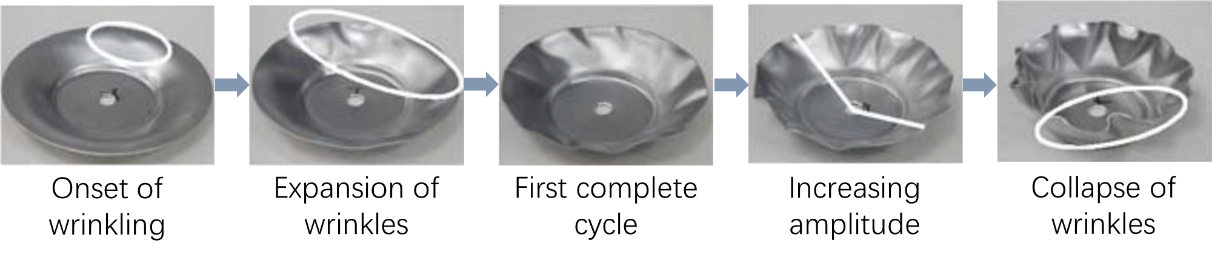 Onset of
wrinkling
Expansion of
wrinkles
First complete
cycle
Increasing
amplitude
Collapse of
wrinkles